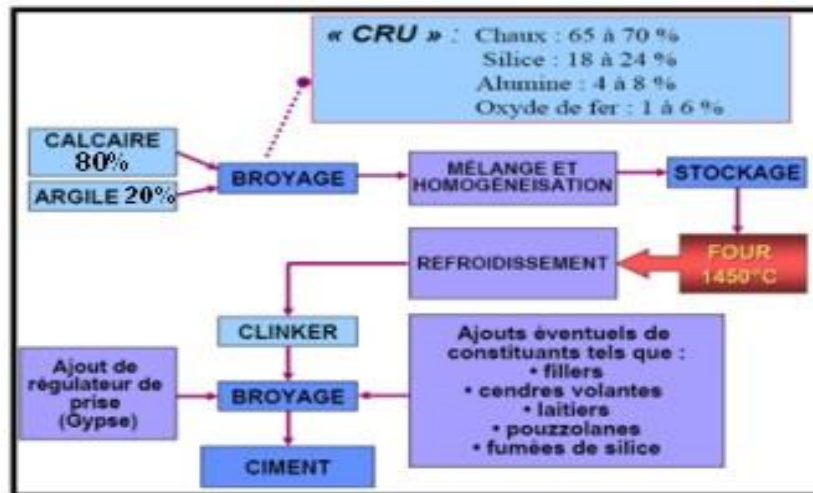 « CRU » : Chaux : 65 à 70 %
Silice : 18 à 24 %
Alumine : 4 à 8 %
Oxyde de fer : 1 à 6 %
CALCAIRE
80%
ARGILE 20%
BROYAGE
MÉLANGE ET
HOMOGÉNEISATION
STOCKAGE
FOUR
1450°C
REFROIDISSEMENT
CLINKER
Ajout de
régulateur de
prise
(Gypse)
BROYAGE
Ajouts éventuels de
constituants tels que :
• fillers
• cendres volantes
• laitiers
• pouzzolanes
• fumées de silice
CIMENT